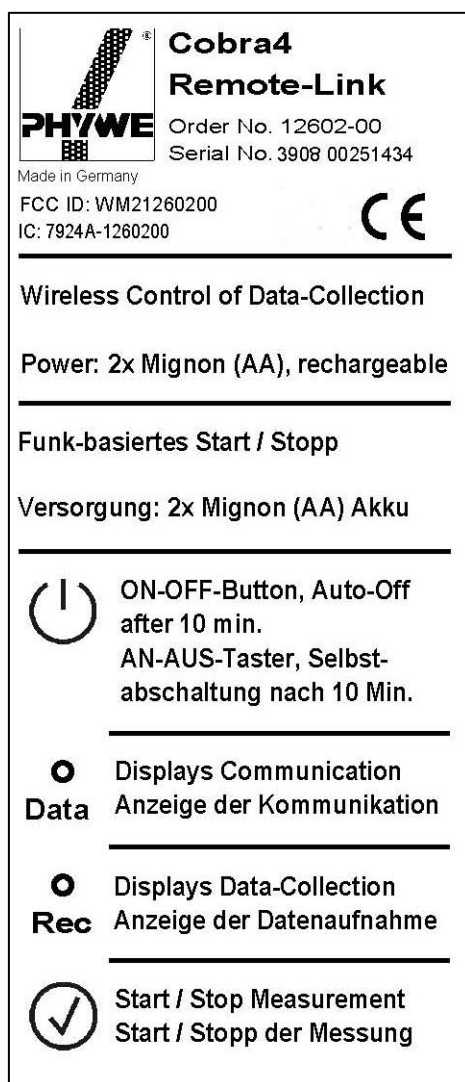 ®
PHYWE
Cobra4
Remote-Link
Order No. 12602-00
Serial No. 3908 00251434
Made in Germany
FCC ID: WM21260200
IC: 7924A-1260200
CE
Wireless Control of Data-Collection
Power: 2x Mignon (AA), rechargeable
Funk-basiertes Start / Stopp
Versorgung: 2x Mignon (AA) Akku
ON-OFF-Button, Auto-Off
after 10 min.
AN-AUS-Taster, Selbst-
abschaltung nach 10 Min.
Data
Displays Communication
Anzeige der Kommunikation
Rec
Displays Data-Collection
Anzeige der Datenaufnahme
Start / Stop Measurement
Start / Stopp der Messung